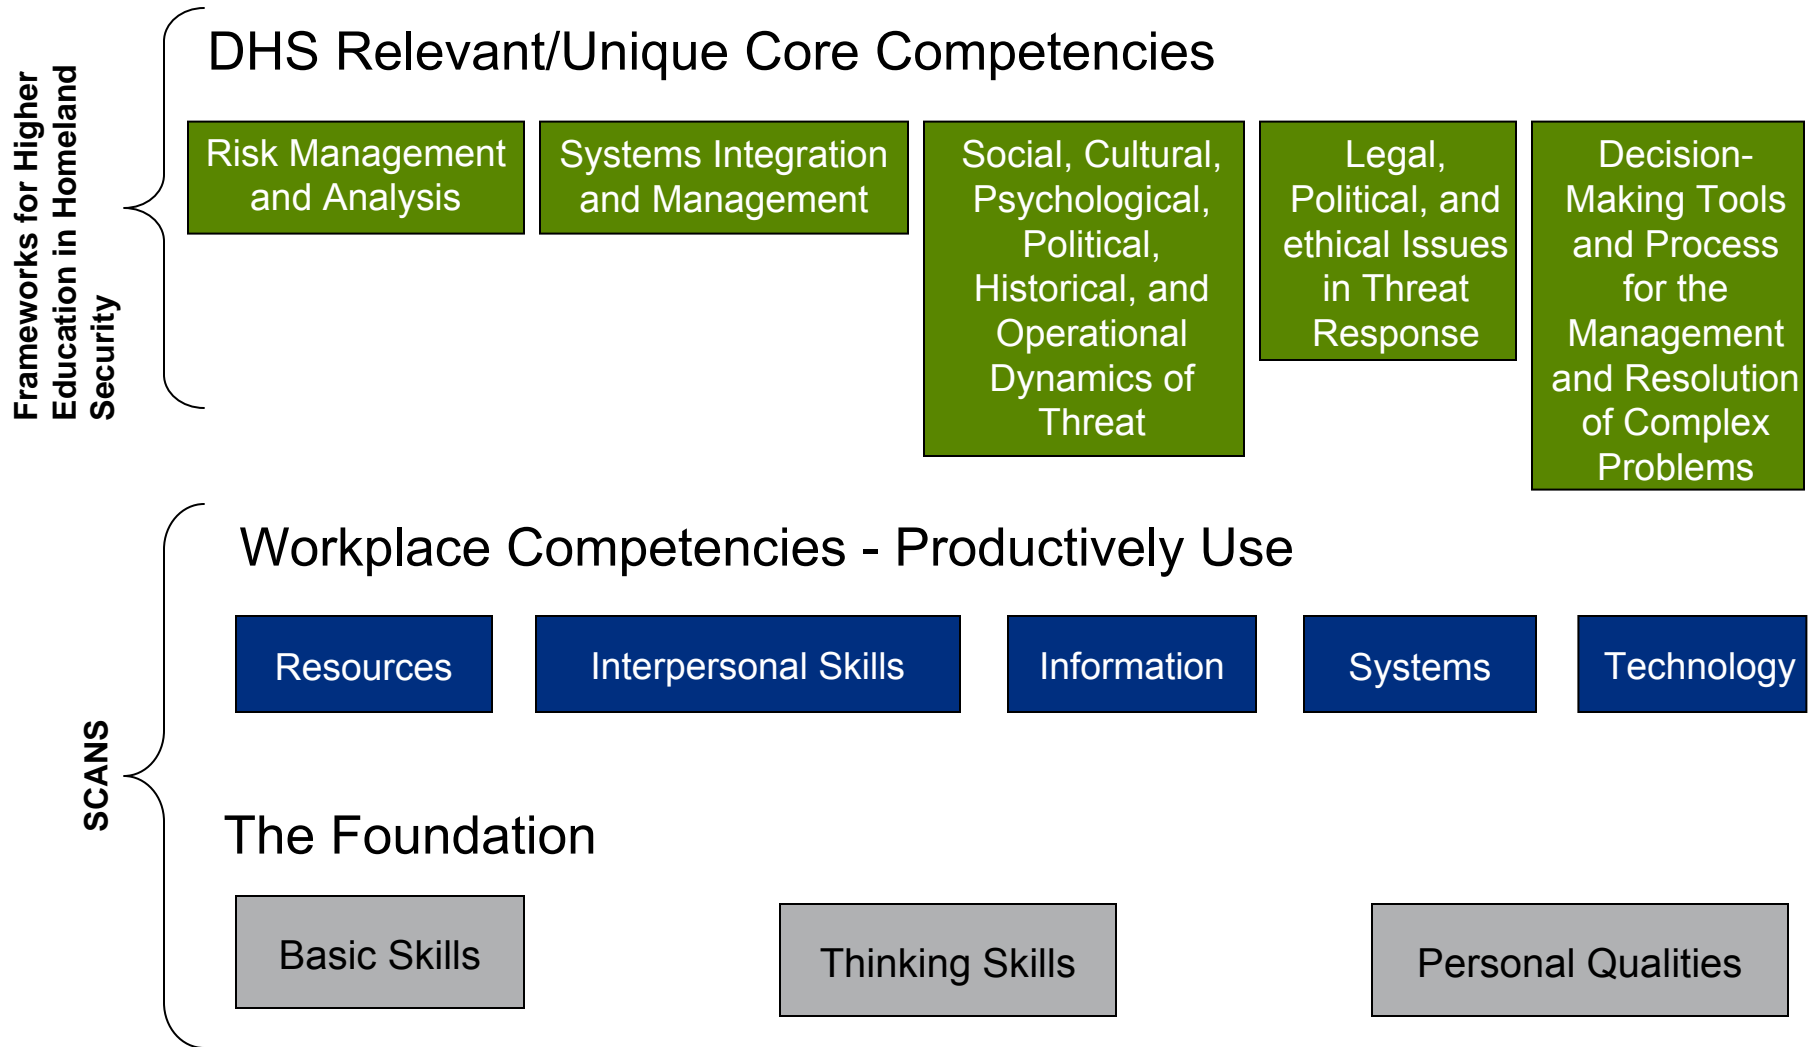 Frameworks for Higher
Education in Homeland
Security
DHS Relevant/Unique Core Competencies
Risk Management
and Analysis
Systems Integration
and Management
Social, Cultural,
Psychological,
Political,
Historical, and
Operational
Dynamics of
Threat
Legal,
Political, and
ethical Issues
in Threat
Response
Decision-
Making Tools
and Process
for the
Management
and Resolution
of Complex
Problems
SCANS
Workplace Competencies - Productively Use
Resources
Interpersonal Skills
Information
Systems
Technology
The Foundation
Basic Skills
Thinking Skills
Personal Qualities